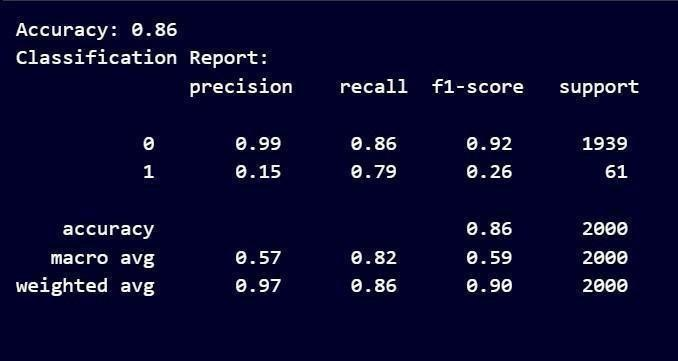 Accuracy: 0.86
Classification Report:
precision recall f1-score support
0 0.99 0.86 0.92 1939
1 0.15 0.79 0.26 61
accuracy 0.86 2000
macro avg 0.57 0.82 0.59 2000
weighted avg 0.97 0.86 0.90 2000